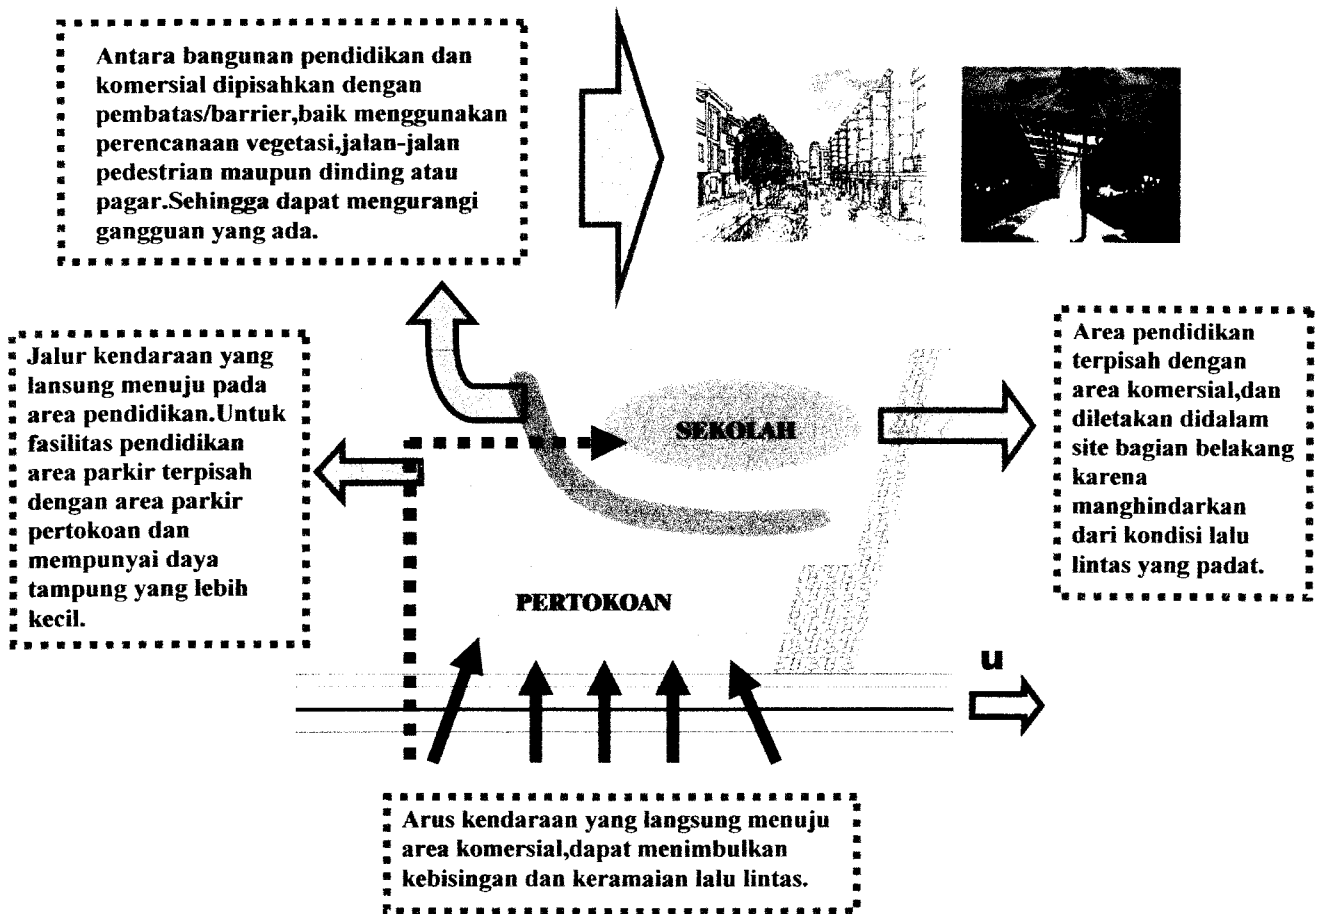 Antara bangunan pendidikan dan
komersial dipisahkan dengan
pembatas/barrier,baik menggunakan
perencanaan vegetasi,jalan-jalan
pedestrian maupun dinding atau
pagar.Sehingga dapat mengurangi
gangguan yang ada.
Jalur kendaraan yang
lansung menuju pada
area pendidikan.Untuk
fasilitas pendidikan
area parkir terpisah
dengan area parkir
pertokoan dan
mempunyai daya
tampung yang lebih
kecil.
SEKOLAH
Area pendidikan
terpisah dengan
area komersial,dan
diletakan didalam
site bagian belakang
karena
manghindarkan
dari kondisi lalu
lintas yang padat.
PERTOKOAN
u
Arus kendaraan yang langsung menuju
area komersial,dapat menimbulkan
kebisingan dan keramaian lalu lintas.